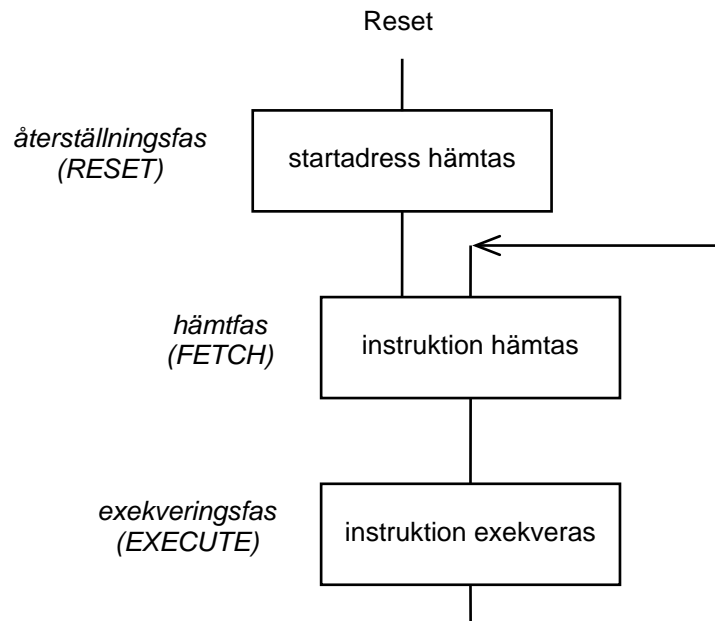 Reset
återställningsfas
(RESET)
startadress hämtas
hämtfas
(FETCH)
instruktion hämtas
exekveringsfas
(EXECUTE)
instruktion exekveras